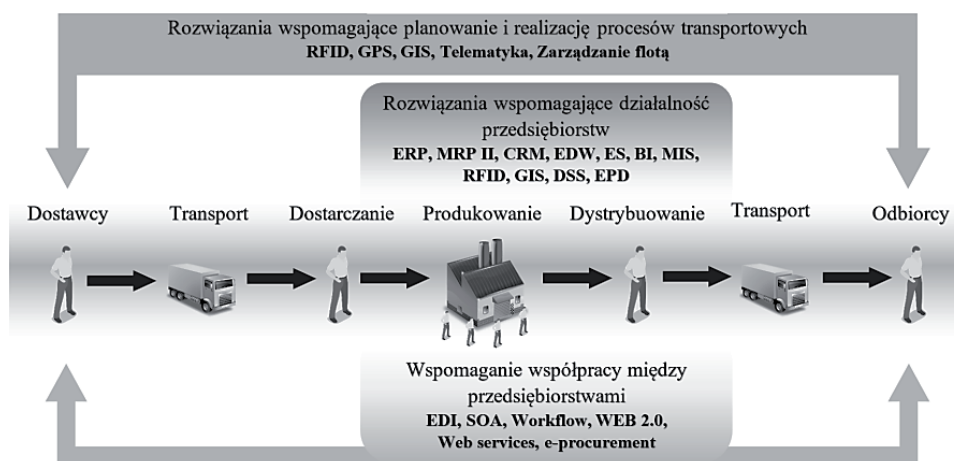 Rozwiązania wspomagające planowanie i realizację procesów transportowych
RFID, GPS, GIS, Telematyka, Zarządzanie flotą
Rozwiązania wspomagające działalność
przedsiębiorstw
ERP, MRP II, CRM, EDW, ES, BI, MIS,
RFID, GIS, DSS, EPD
Dostawcy
Transport
Dostarczanie
Produkowanie
Dystrybuowanie
Transport
Odbiorcy
Wspomaganie współpracy między
przedsiębiorstwami
EDI, SOA, Workflow, WEB 2.0,
Web services, e-procurement